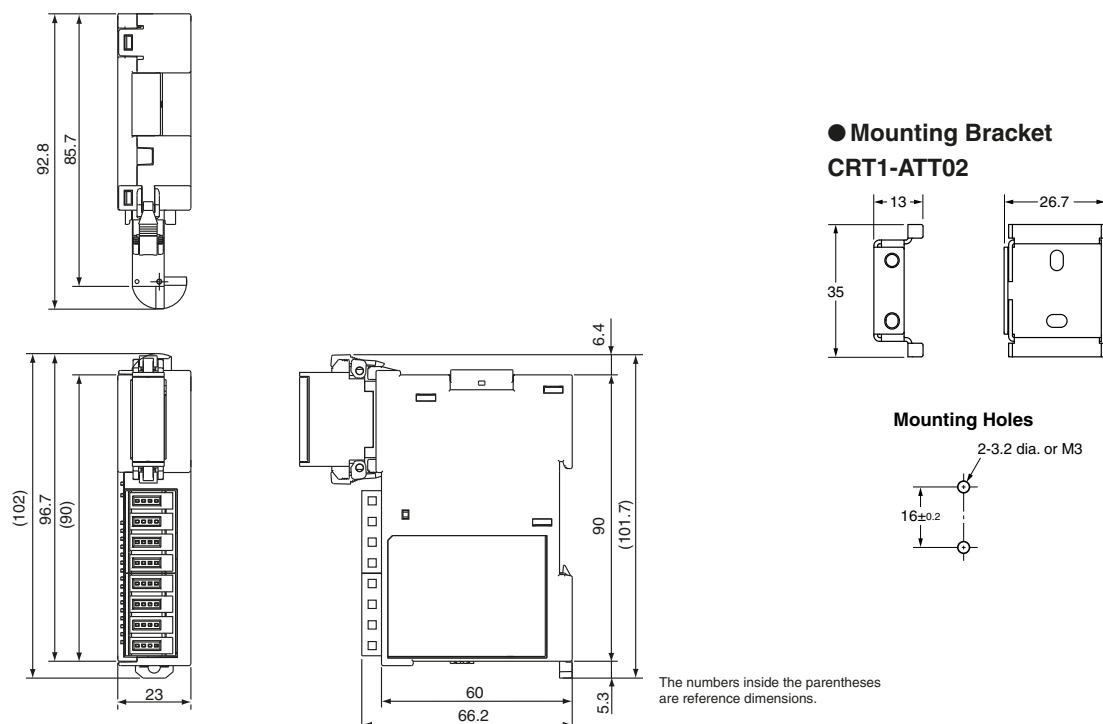 92.8
85.7
● Mounting Bracket
CRT1-ATT02
13
26.7
35
6.4
(102)
96.7
(90)
90
(101.7)
Mounting Holes
2-3.2 dia. or M3
16±0.2
23
60
66.2
5.3
The numbers inside the parentheses
are reference dimensions.